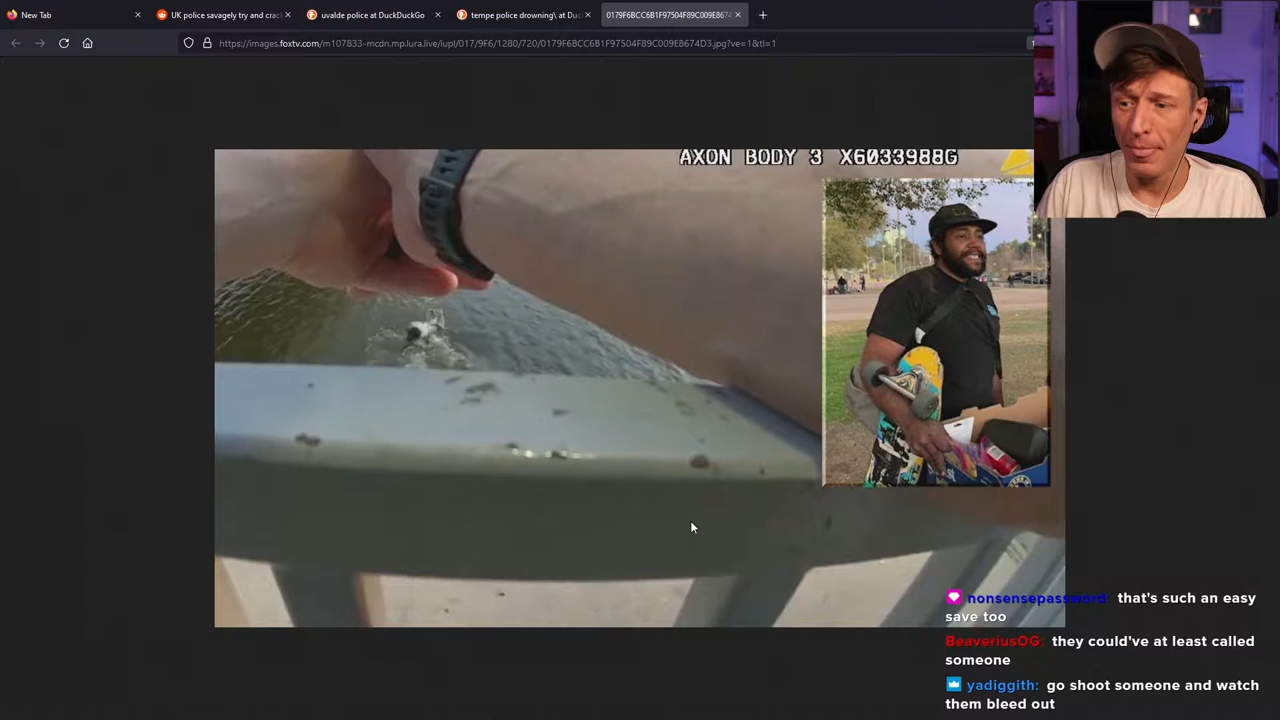 New Tab
UK police savagely try and crack
uvalde police at DuckDuckGo
tempe police drowning\ at Duc
0179F6BCC6B1F97504F89C009E8674
https://images.foxtv.com/m107833-mcdn.mp.lura.live/iupl/017/9F6/1280/720/0179F6BCC6B1F97504F89C009E8674D3.jpg?ve=1&tl=1
AXON BODY 3 X6033988G
nonsensepassword: that's such an easy
save too
BeaveriusOG: they could've at least called
someone
yadiggith: go shoot someone and watch
them bleed out